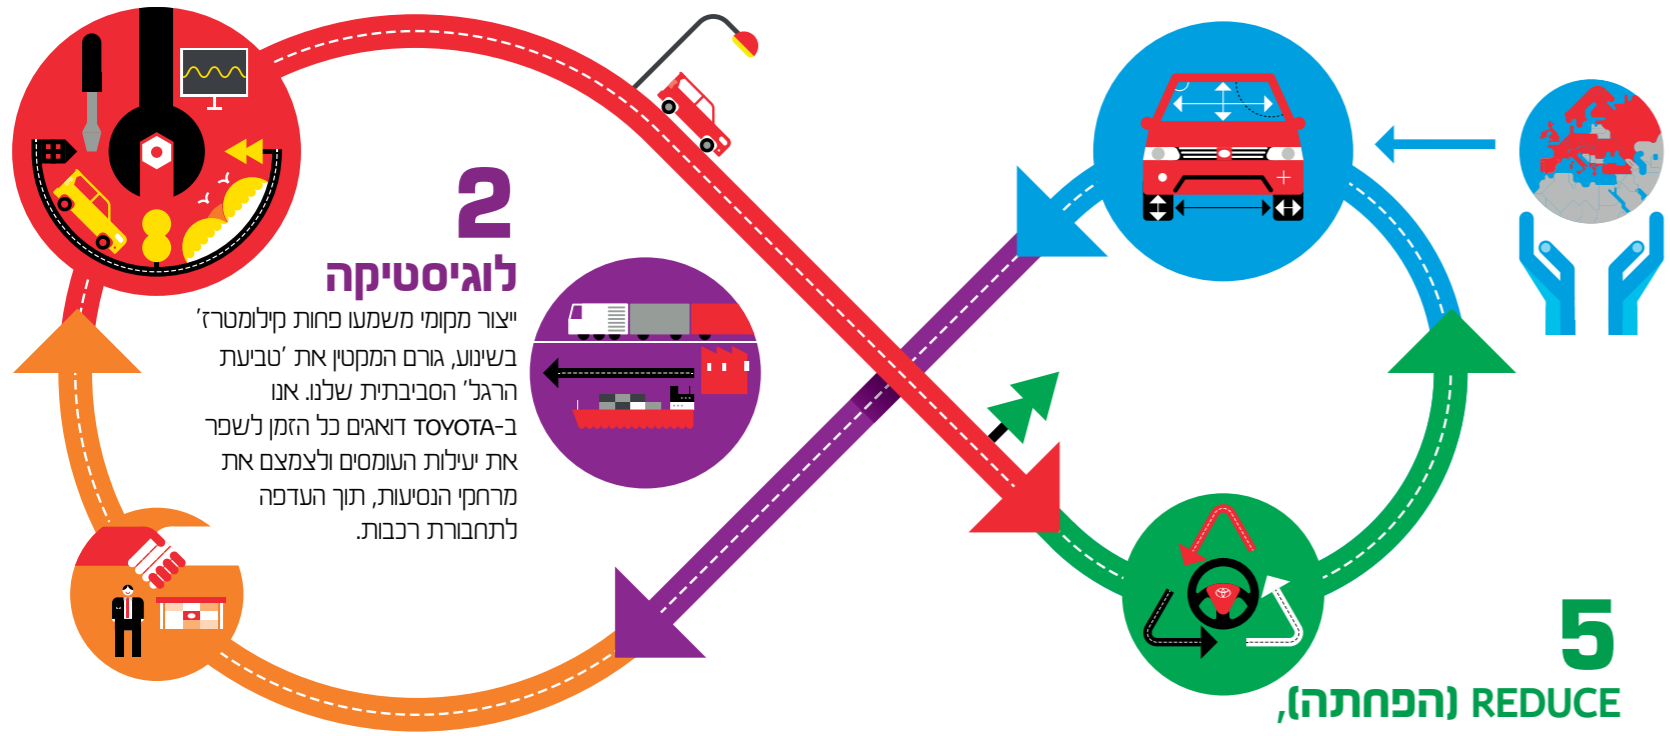 2
לוגיסטיקה
ייצור מקומי משמעו פחות קילומטרז'
בשינוע, גורם המקטין את 'טביעת
הרגל' הסביבתית שלנו. אנו
ב-TOYOTA דואגים כל הזמן לשפר
את יעילות העומסים ולצמצם את
מרחקי הנסיעות, תוך העדפה
לתחבורת רכבות.
5
REDUCE (הפחתה),